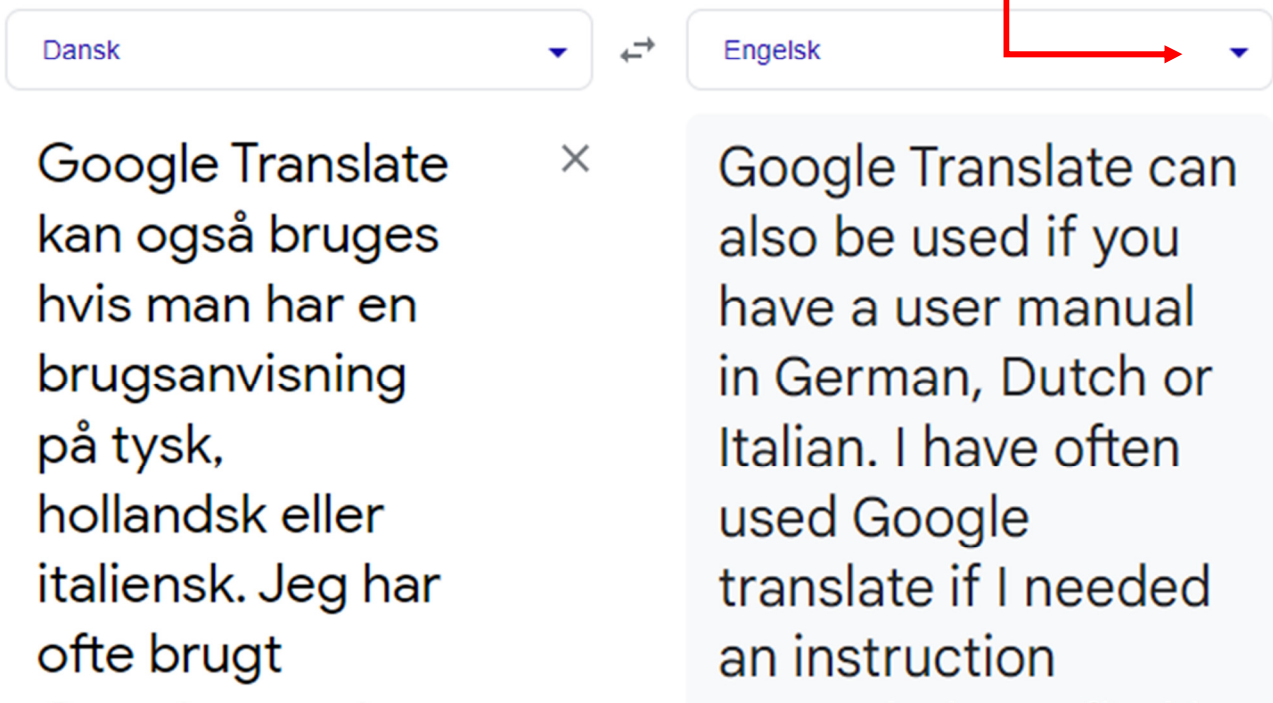 Dansk
Engelsk
Google Translate
kan også bruges
hvis man har en
brugsanvisning
på tysk,
hollandsk eller
italiensk. Jeg har
ofte brugt
Google Translate can
also be used if you
have a user manual
in German, Dutch or
Italian. I have often
used Google
translate if I needed
an instruction